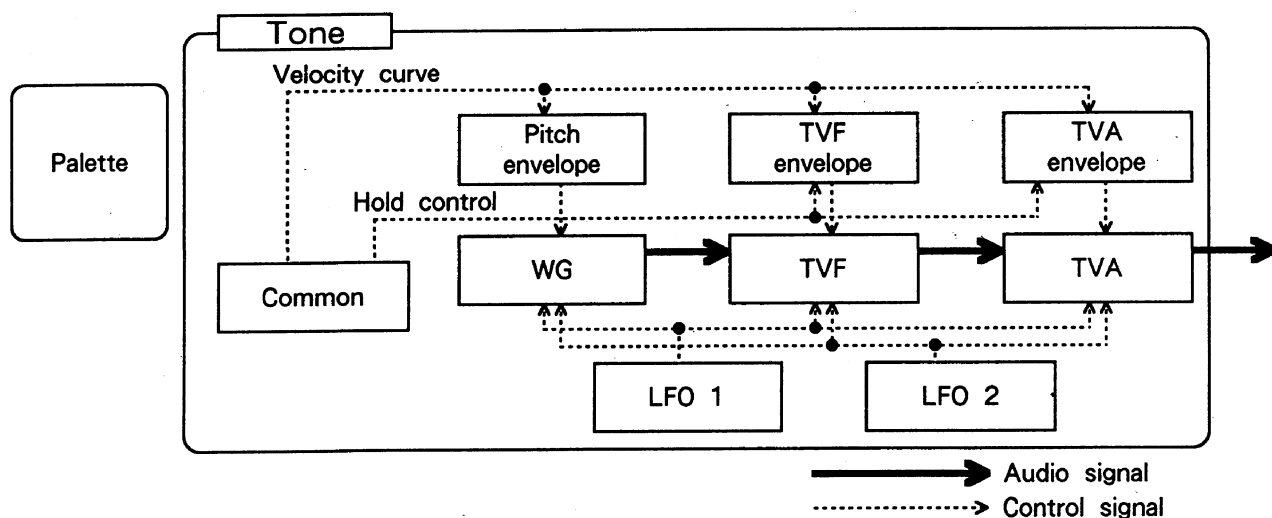 Tone
Velocity curve
Palette
Pitch
envelope
TVF
envelope
TVA
envelope
Hold control
Common
WG
TVF
TVA
LFO 1
LFO 2
Audio signal
Control signal